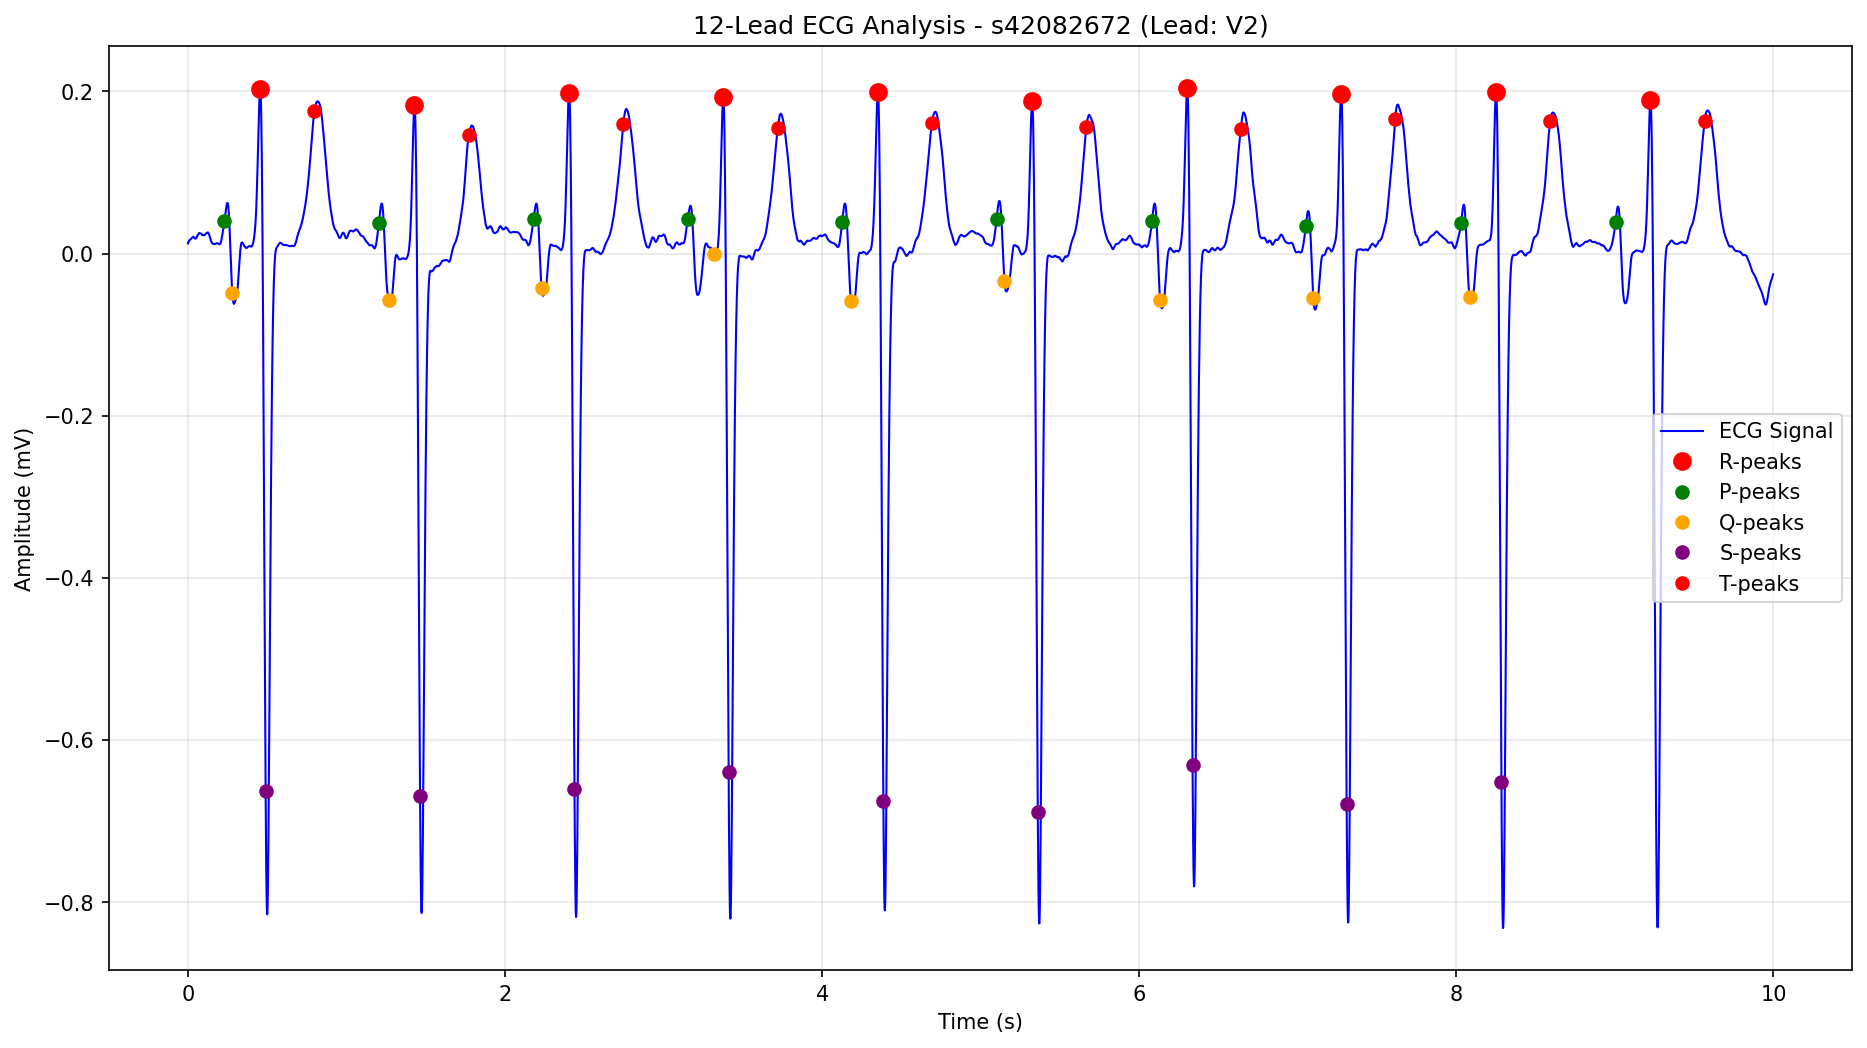 12-Lead ECG Analysis - s42082672 (Lead: V2)
Amplitude (mV)
0.2
0.0
−0.2
−0.4
−0.6
−0.8
ECG Signal
R-peaks
P-peaks
Q-peaks
S-peaks
T-peaks
0 2 4 6 8 10
Time (s)